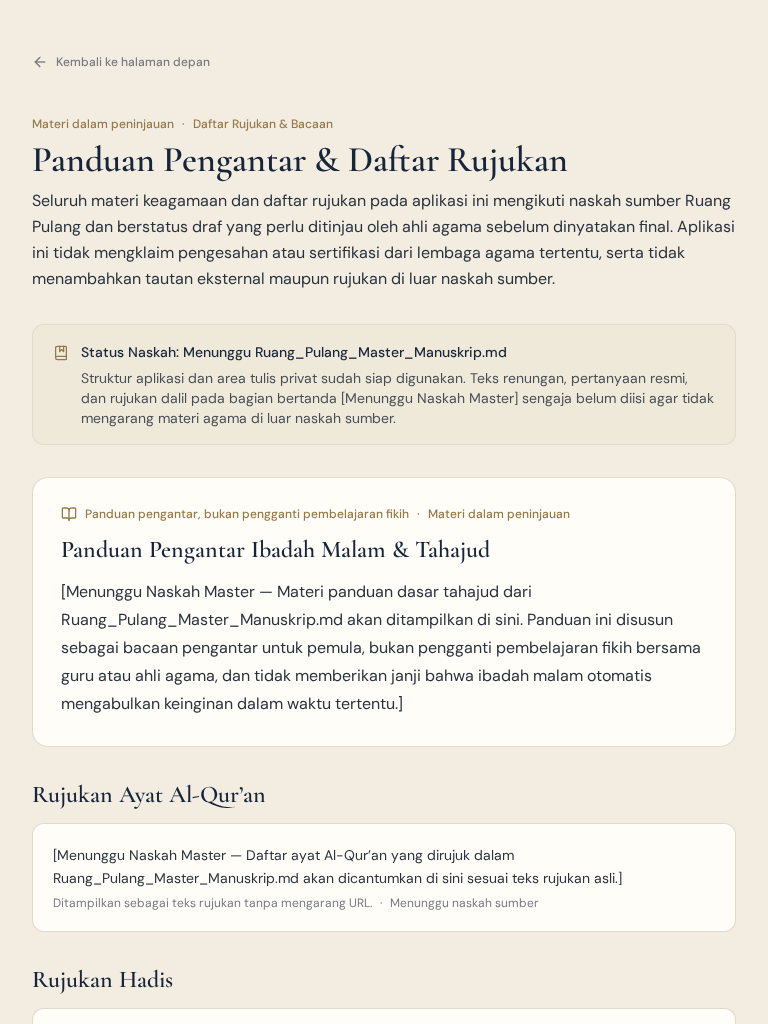 Kembali ke halaman depan
Materi dalam peninjauan · Daftar Rujukan & Bacaan
Panduan Pengantar & Daftar Rujukan
Seluruh materi keagamaan dan daftar rujukan pada aplikasi ini mengikuti naskah sumber Ruang
Pulang dan berstatus draf yang perlu ditinjau oleh ahli agama sebelum dinyatakan final. Aplikasi
ini tidak mengklaim pengesahan atau sertifikasi dari lembaga agama tertentu, serta tidak
menambahkan tautan eksternal maupun rujukan di luar naskah sumber.
Status Naskah: Menunggu Ruang_Pulang_Master_Manuskrip.md
Struktur aplikasi dan area tulis privat sudah siap digunakan. Teks renungan, pertanyaan resmi,
dan rujukan dalil pada bagian bertanda [Menunggu Naskah Master] sengaja belum diisi agar tidak
mengarang materi agama di luar naskah sumber.
Panduan pengantar, bukan pengganti pembelajaran fikih · Materi dalam peninjauan
Panduan Pengantar Ibadah Malam & Tahajud
[Menunggu Naskah Master — Materi panduan dasar tahajud dari
Ruang_Pulang_Master_Manuskrip.md akan ditampilkan di sini. Panduan ini disusun
sebagai bacaan pengantar untuk pemula, bukan pengganti pembelajaran fikih bersama
guru atau ahli agama, dan tidak memberikan janji bahwa ibadah malam otomatis
mengabulkan keinginan dalam waktu tertentu.]
Rujukan Ayat Al-Qur’an
[Menunggu Naskah Master — Daftar ayat Al-Qur’an yang dirujuk dalam
Ruang_Pulang_Master_Manuskrip.md akan dicantumkan di sini sesuai teks rujukan asli.]
Ditampilkan sebagai teks rujukan tanpa mengarang URL. · Menunggu naskah sumber
Rujukan Hadis